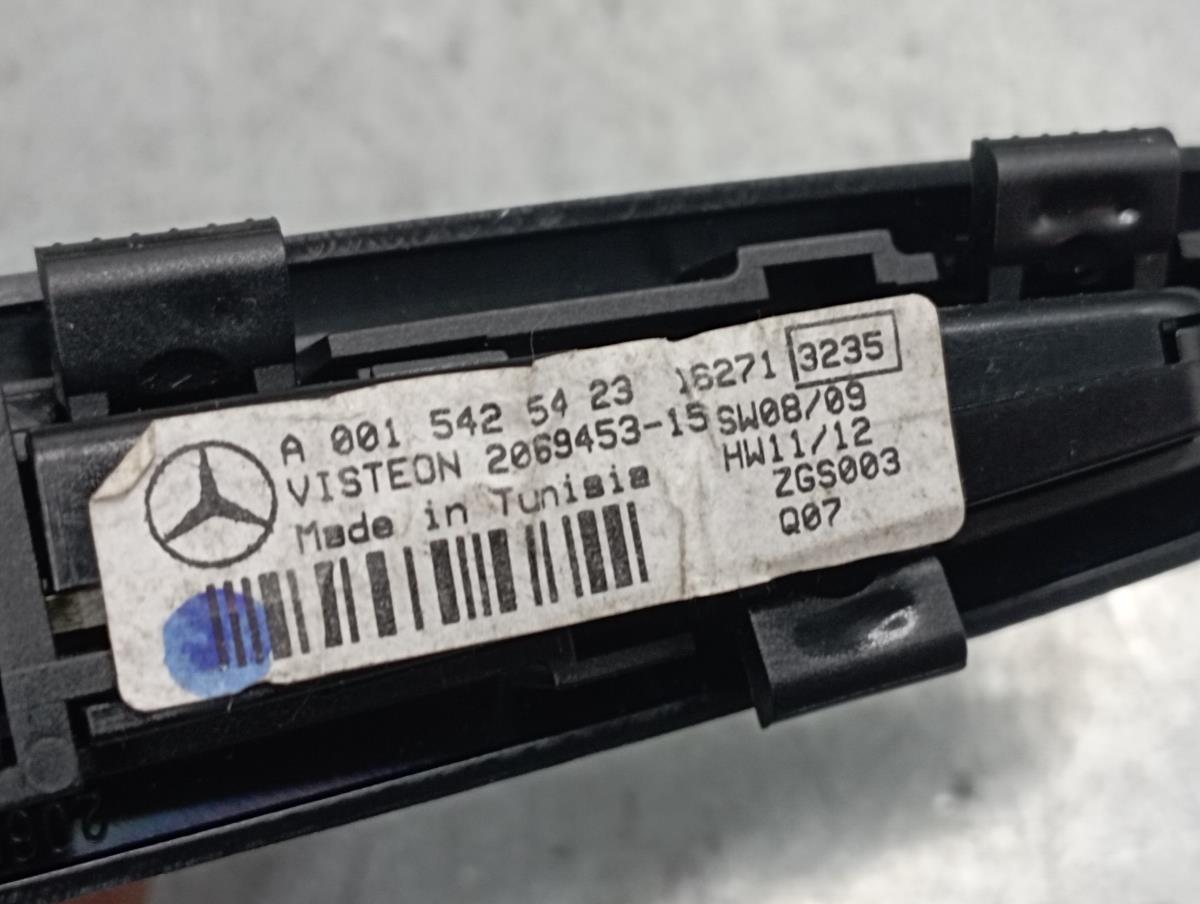 A 001 542 54 23 16271 3235
VISTEON 2069453-15 SW08/09
Made in Tunisia HW11/12
ZGS003
Q07